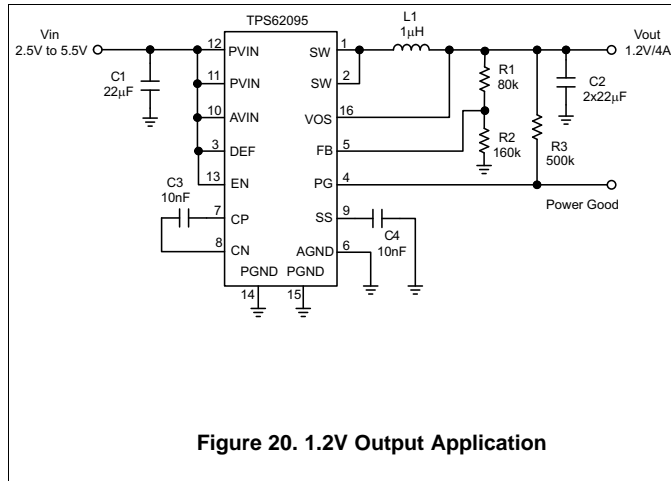 TPS62095
Vin
2.5V to 5.5V
C1
22µF
12
PVIN
11
PVIN
10
AVIN
3
DEF
13
EN
C3
10nF
7
CP
8
CN
PGND
14
PGND
15
SW
1
SW
2
VOS
16
FB
5
PG
4
SS
9
AGND
6
C4
10nF
L1
1µH
R1
80k
R2
160k
R3
500k
C2
2x22µF
Vout
1.2V/4A
Power Good
Figure 20. 1.2V Output Application